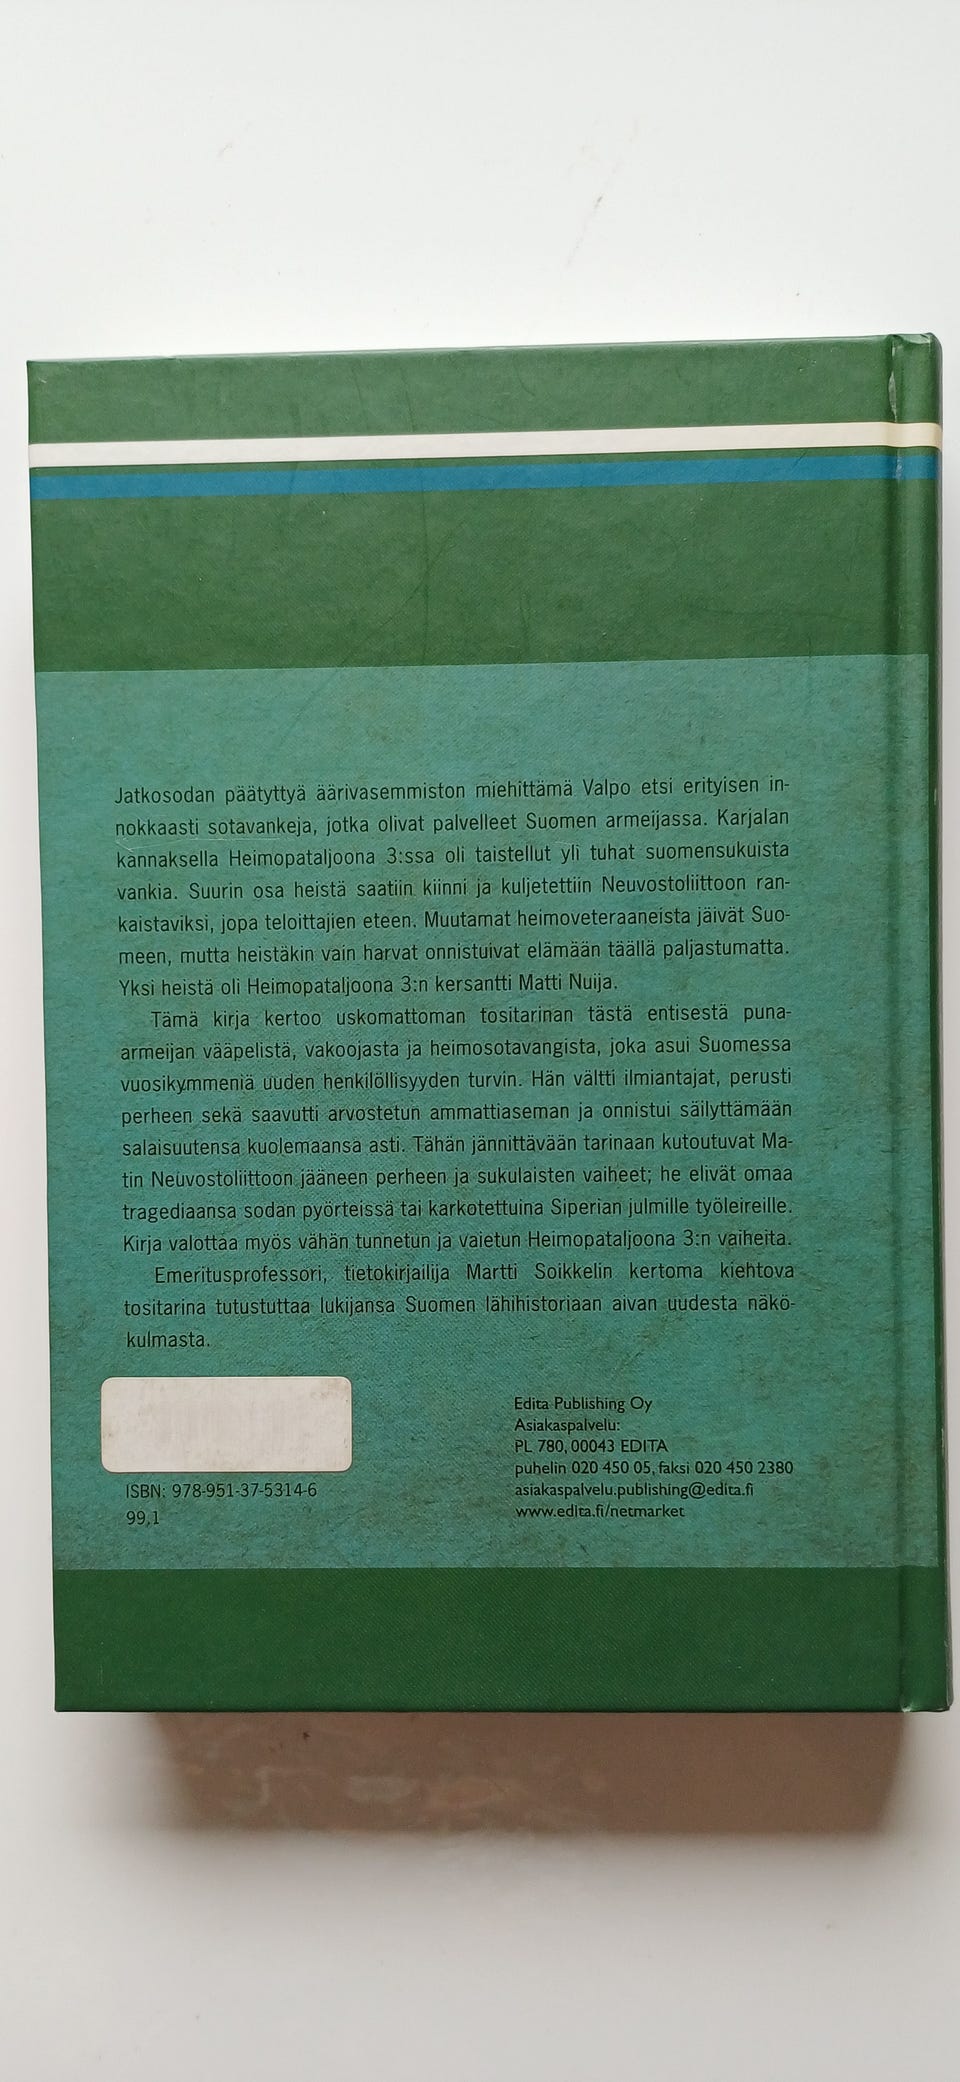 Jatkosodan päätyttyä äärivasemmiston miehittämä Valpo etsi erityisen in-
nokkaasti sotavankeja, jotka olivat palvelleet Suomen armeijassa. Karjalan
kannaksella Heimopataljoona 3:ssa oli taistellut yli tuhat suomensukuista
vankia. Suurin osa heistä saatiin kiinni ja kuljetettiin Neuvostoliittoon ran-
kaistaviksi, jopa teloittajien eteen. Muutamat heimoveteraaneista jäivät Suo-
meen, mutta heistäkin vain harvat onnistuivat elämään täällä paljastumatta.
Yksi heistä oli Heimopataljoona 3:n kersantti Matti Nuija.
Tämä kirja kertoo uskomattoman tositarinan tästä entisestä puna-
armeijan vääpelistä, vakoojasta ja heimosotavangista, joka asui Suomessa
vuosikymmeniä uuden henkilöllisyyden turvin. Hän vältti ilmiantajat, perusti
perheen sekä saavutti arvostetun ammattiaseman ja onnistui säilyttämään
salaisuutensa kuolemaansa asti. Tähän jännittävään tarinaan kutoutuvat Ma-
tin Neuvostoliittoon jääneen perheen ja sukulaisten vaiheet; he elivät omaa
tragediaansa sodan pyörteissä tai karkotettuina Siperian julmille työleireille.
Kirja valottaa myös vähän tunnetun ja vaietun Heimopataljoona 3:n vaiheita.
Emeritusprofessori, tietokirjailija Martti Soikkelin kertoma kiehtova
tositarina tutustuttaa lukijansa Suomen lähihistoriaan aivan uudesta näkö-
kulmasta.
ISBN: 978-951-37-5314-6
99.1
Edita Publishing Oy
Asiakaspalvelu:
PL 780, 00043 EDITA
puhelin 020 450 05, faksi 020 450 2380
asiakaspalvelu.publishing@edita.fi
www.edita.fi/netmarket